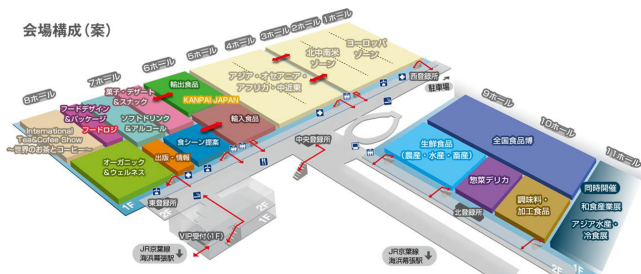 会場構成(案)
8ホール
7ホール
6ホール
5ホール
4ホール
3ホール
2ホール
1ホール
ヨーロッパ
ゾーン
北中南米
ゾーン
アジア・オセアニア・
アフリカ・中近東
輸出食品
KANPAI JAPAN
輸入食品
菓子・デザート
&スナック
フードデザイン
&パッケージ
フードロジ
ソフトドリンク
&アルコール
International
Tea&Cofee Show
~世界のお茶とコーヒー~
食シーン提案
出版・情報
オーガニック
&ウェルネス
西登録所
駐車場
中央登録所
東登録所
VIP受付(1F)
JR京葉線
海浜幕張駅
2F
1F
2F
1F
9ホール
10ホール
11ホール
全国食品博
生鮮食品
(農産・水産・畜産)
惣菜デリカ
調味料・
加工食品
北登録所
同時開催
和食産業展
アジア水産・
冷食展
JR京葉線
海浜幕張駅
2F
1F